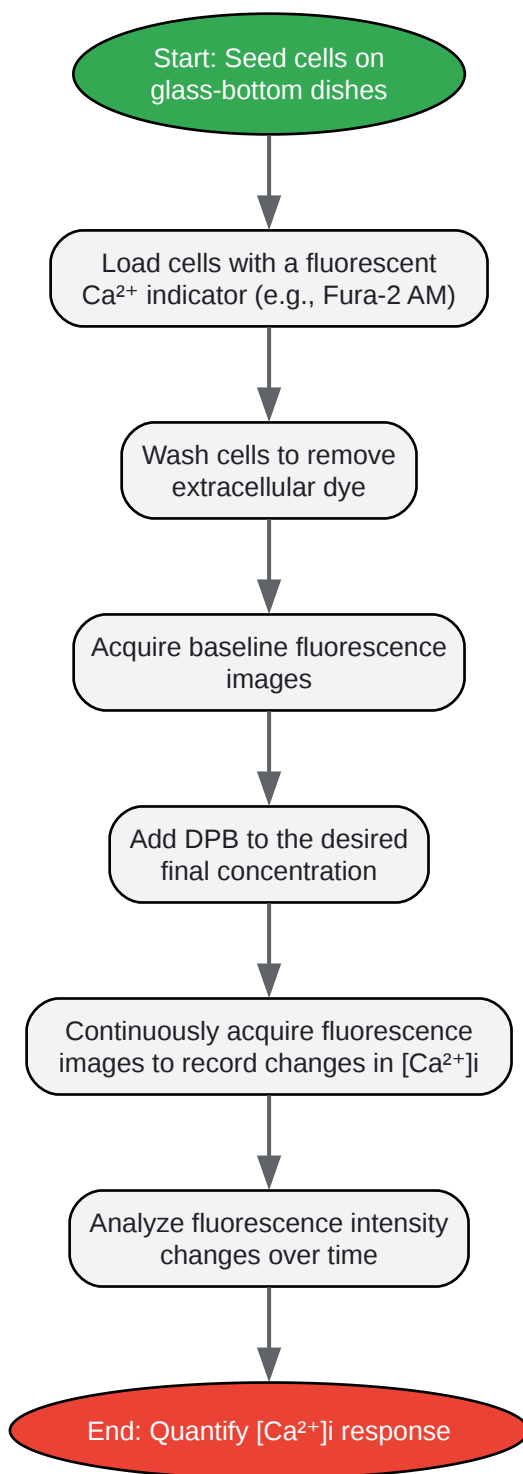 Start: Seed cells on
glass-bottom dishes
Load cells with a fluorescent
Ca²⁺ indicator (e.g., Fura-2 AM)
Wash cells to remove
extracellular dye
Acquire baseline fluorescence
images
Add DPB to the desired
final concentration
Continuously acquire fluorescence
images to record changes in [Ca²⁺]i
Analyze fluorescence intensity
changes over time
End: Quantify [Ca²⁺]i response